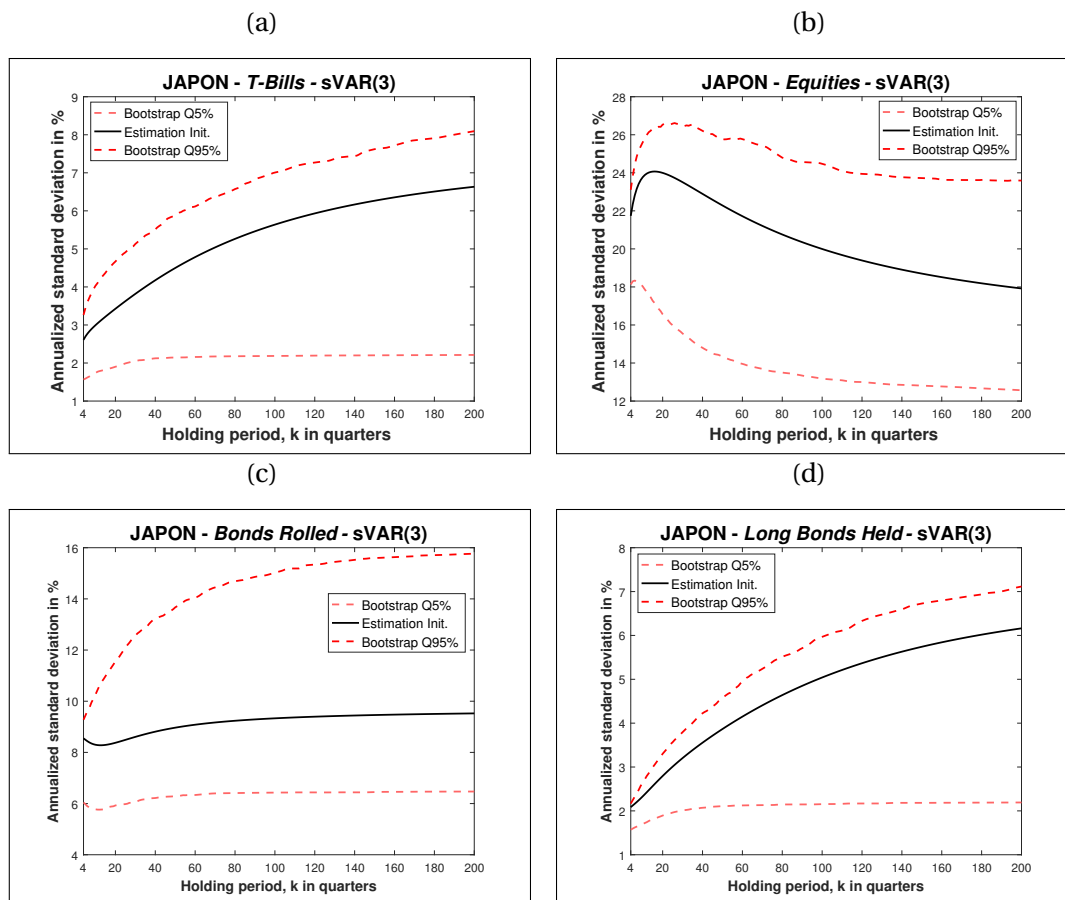 (a)
JAPON - T-Bills - sVAR(3)
Bootstrap Q5%
Estimation Init.
Bootstrap Q95%
Annualized standard deviation in %
9
8
7
6
5
4
3
2
1
4 20 40 60 80 100 120 140 160 180 200
Holding period, k in quarters
(b)
JAPON - Equities - sVAR(3)
Bootstrap Q5%
Estimation Init.
Bootstrap Q95%
Annualized standard deviation in %
28
26
24
22
20
18
16
14
12
4 20 40 60 80 100 120 140 160 180 200
Holding period, k in quarters
(c)
JAPON - Bonds Rolled - sVAR(3)
Bootstrap Q5%
Estimation Init.
Bootstrap Q95%
Annualized standard deviation in %
16
14
12
10
8
6
4
4 20 40 60 80 100 120 140 160 180 200
Holding period, k in quarters
(d)
JAPON - Long Bonds Held - sVAR(3)
Bootstrap Q5%
Estimation Init.
Bootstrap Q95%
Annualized standard deviation in %
8
7
6
5
4
3
2
1
4 20 40 60 80 100 120 140 160 180 200
Holding period, k in quarters